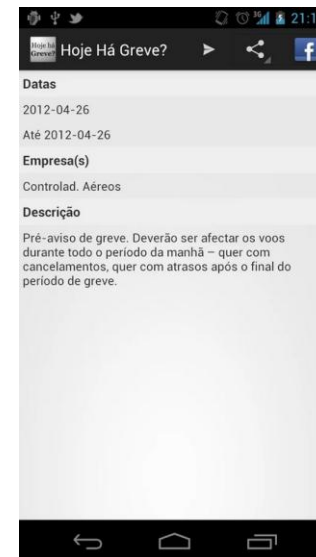 3G 21:1
Hoje há Greve? Hoje Há Greve?
Datas
2012-04-26
Até 2012-04-26
Empresa(s)
Controlad. Aéreos
Descrição
Pré-aviso de greve. Deverão ser afectar os voos
durante todo o período da manhã – quer com
cancelamentos, quer com atrasos após o final do
período de greve.